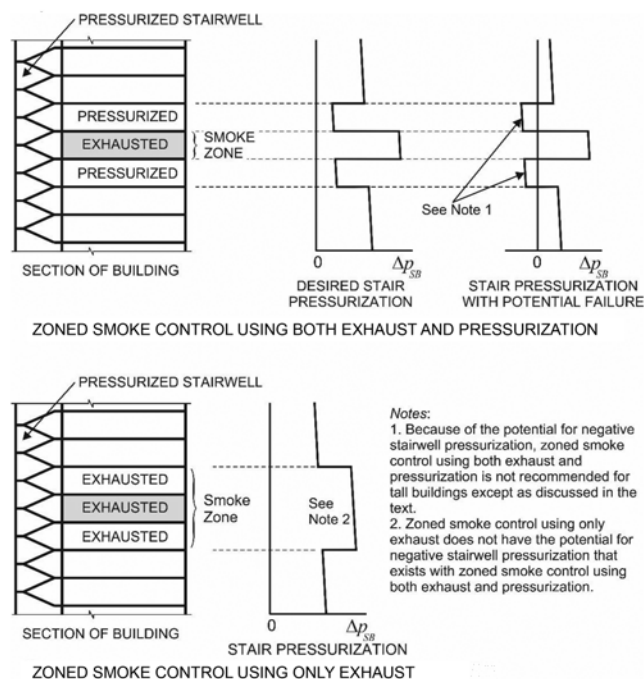 PRESSURIZED STAIRWELL
PRESSURIZED
EXHAUSTED
PRESSURIZED
SMOKE
ZONE
See Note 1
0
Δp_SB
0
Δp_SB
SECTION OF BUILDING
DESIRED STAIR
PRESSURIZATION
STAIR PRESSURIZATION
WITH POTENTIAL FAILURE
ZONED SMOKE CONTROL USING BOTH EXHAUST AND PRESSURIZATION
PRESSURIZED STAIRWELL
EXHAUSTED
EXHAUSTED
EXHAUSTED
Smoke
Zone
See
Note 2
0
Δp_SB
SECTION OF BUILDING
STAIR PRESSURIZATION
Notes:
1. Because of the potential for negative
stairwell pressurization, zoned smoke
control using both exhaust and
pressurization is not recommended for
tall buildings except as discussed in the
text.
2. Zoned smoke control using only
exhaust does not have the potential for
negative stairwell pressurization that
exists with zoned smoke control using
both exhaust and pressurization.
ZONED SMOKE CONTROL USING ONLY EXHAUST